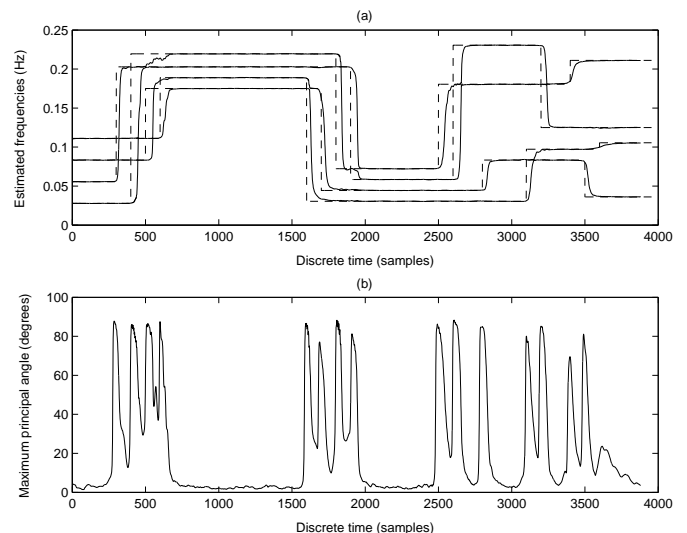 (a)
Estimated frequencies (Hz)
0.25
0.2
0.15
0.1
0.05
0
0 500 1000 1500 2000 2500 3000 3500 4000
Discrete time (samples)
(b)
Maximum principal angle (degrees)
100
80
60
40
20
0
0 500 1000 1500 2000 2500 3000 3500 4000
Discrete time (samples)